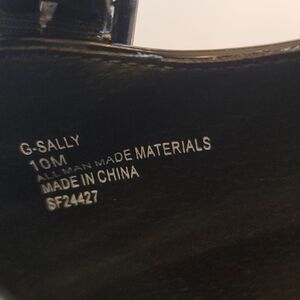 G-SALLY
10M
ALL MAN MADE MATERIALS
MADE IN CHINA
SF24427